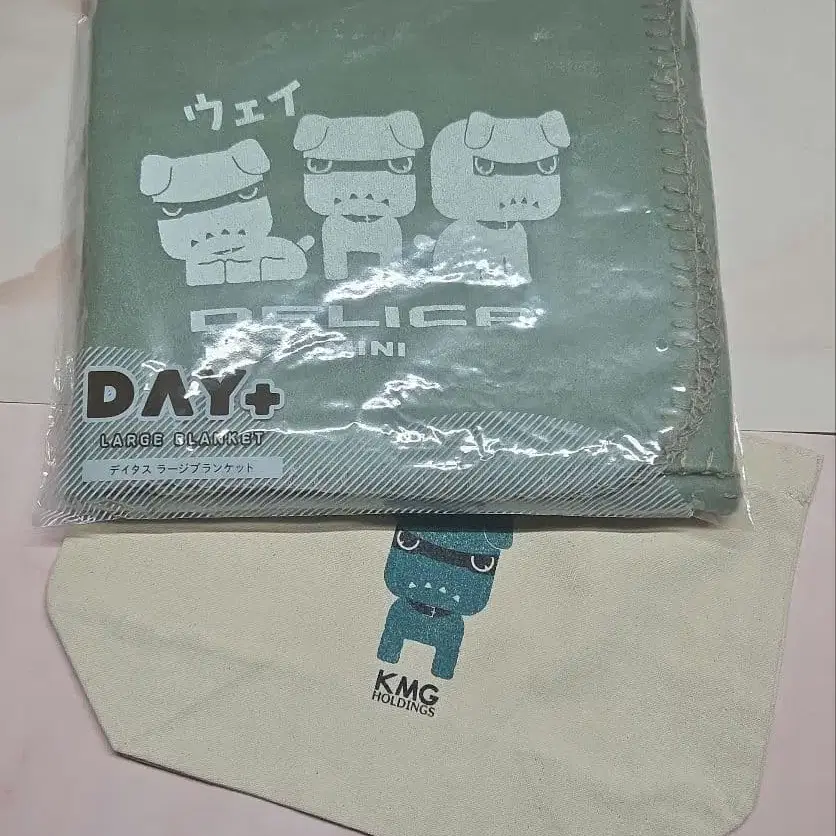 ウェイ
DELICA
MINI
DAY+
LARGE BLANKET
デイタス ラージブランケット
KMG
HOLDINGS